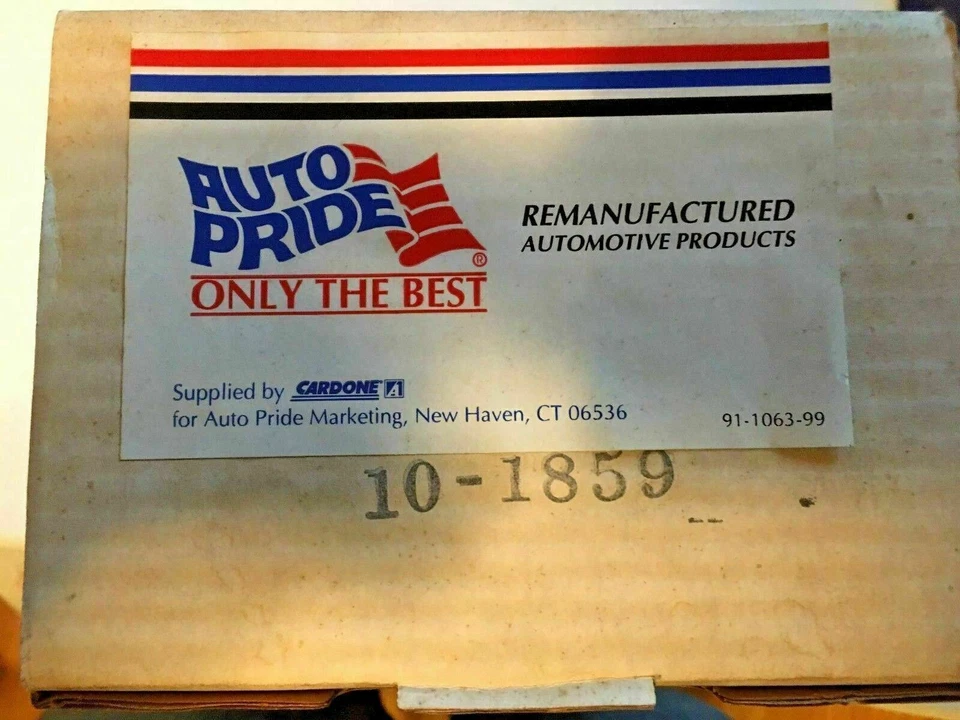 AUTO
PRIDE®
ONLY THE BEST
REMANUFACTURED
AUTOMOTIVE PRODUCTS
Supplied by CARDONE A1
for Auto Pride Marketing, New Haven, CT 06536
91-1063-99
10-1859